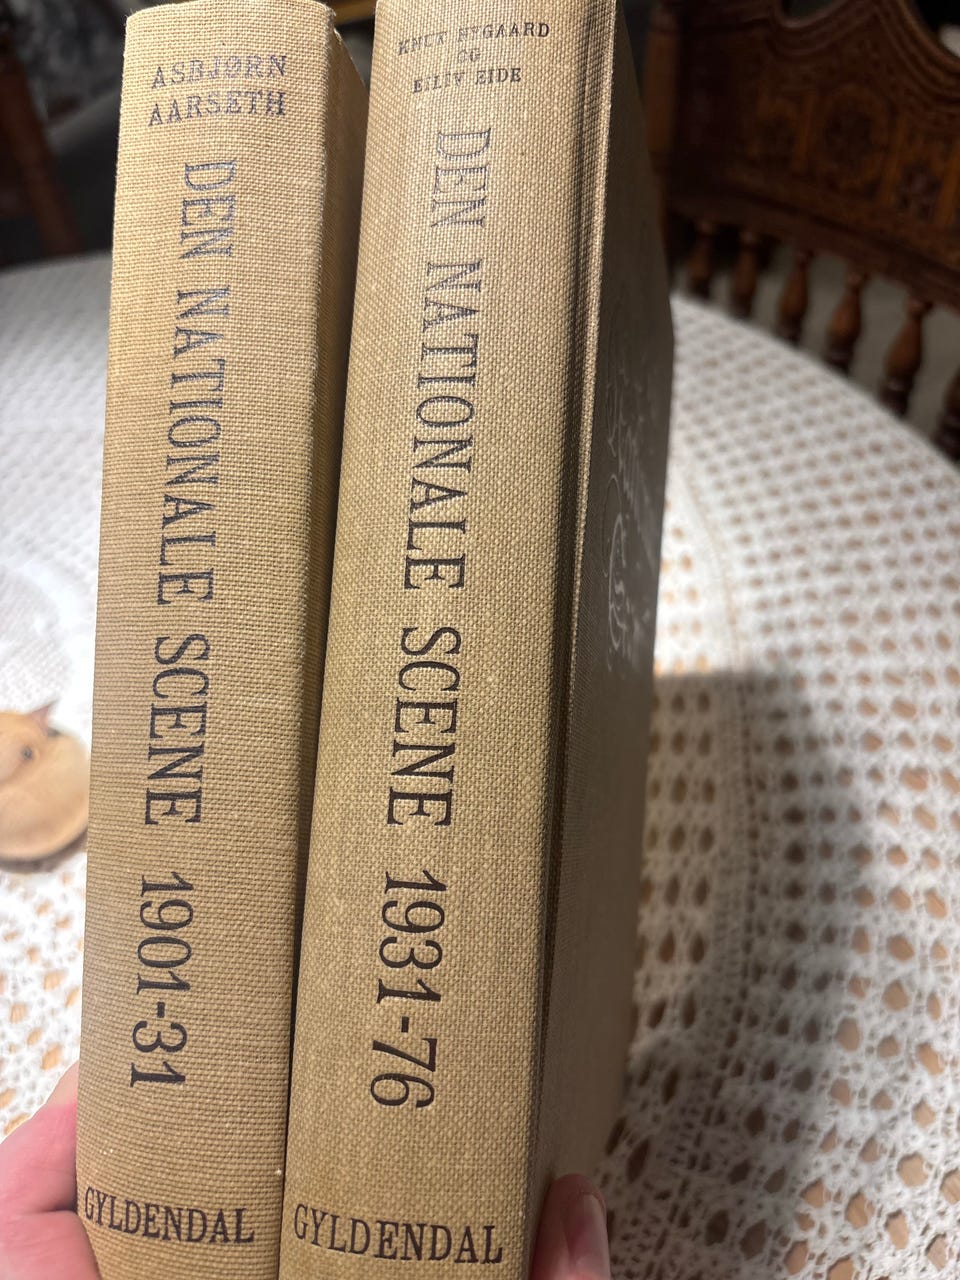 ASBJØRN
AARSETH
DEN NATIONALE SCENE 1901-31
GYLDENDAL
KNUT NYGAARD
OG
EILIV EIDE
DEN NATIONALE SCENE 1931-76
GYLDENDAL